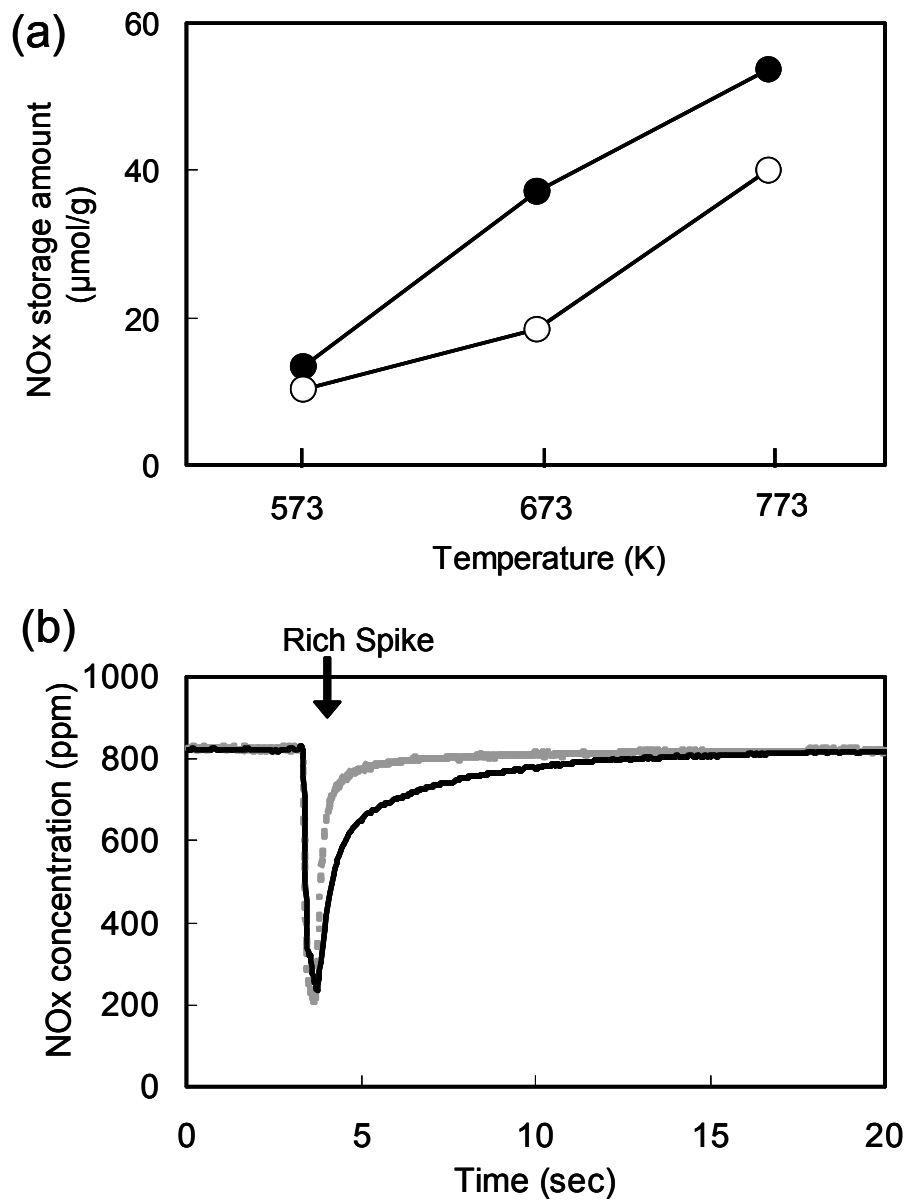 (a)
60
40
20
0
NOx storage amount
(µmol/g)
573 673 773
Temperature (K)
(b)
Rich Spike
1000
800
600
400
200
0
NOx concentration (ppm)
0 5 10 15 20
Time (sec)